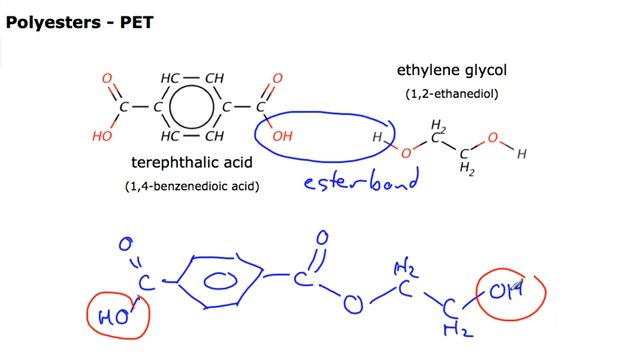 Polyesters - PET
ethylene glycol
(1,2-ethanediol)
O HC CH O
C C C C
HO HC CH OH
H O H2 C C H2 O H
terephthalic acid
(1,4-benzenedioic acid)
ester bond
O O
C C H2 C OH
HO O C
H2